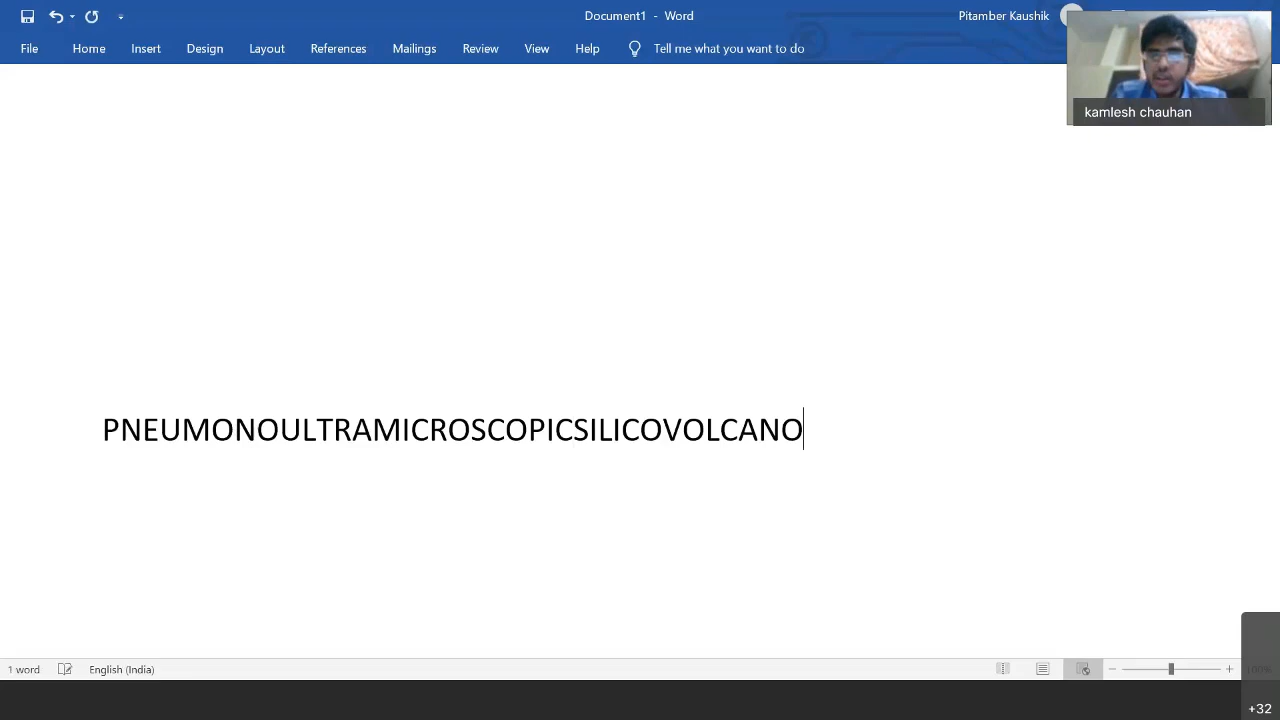 Document1 - Word
Pitamber Kaushik
File Home Insert Design Layout References Mailings Review View Help Tell me what you want to do
kamlesh chauhan
PNEUMONOULTRAMICROSCOPICSILICOVOLCANO
1 word English (India)
100%
+32